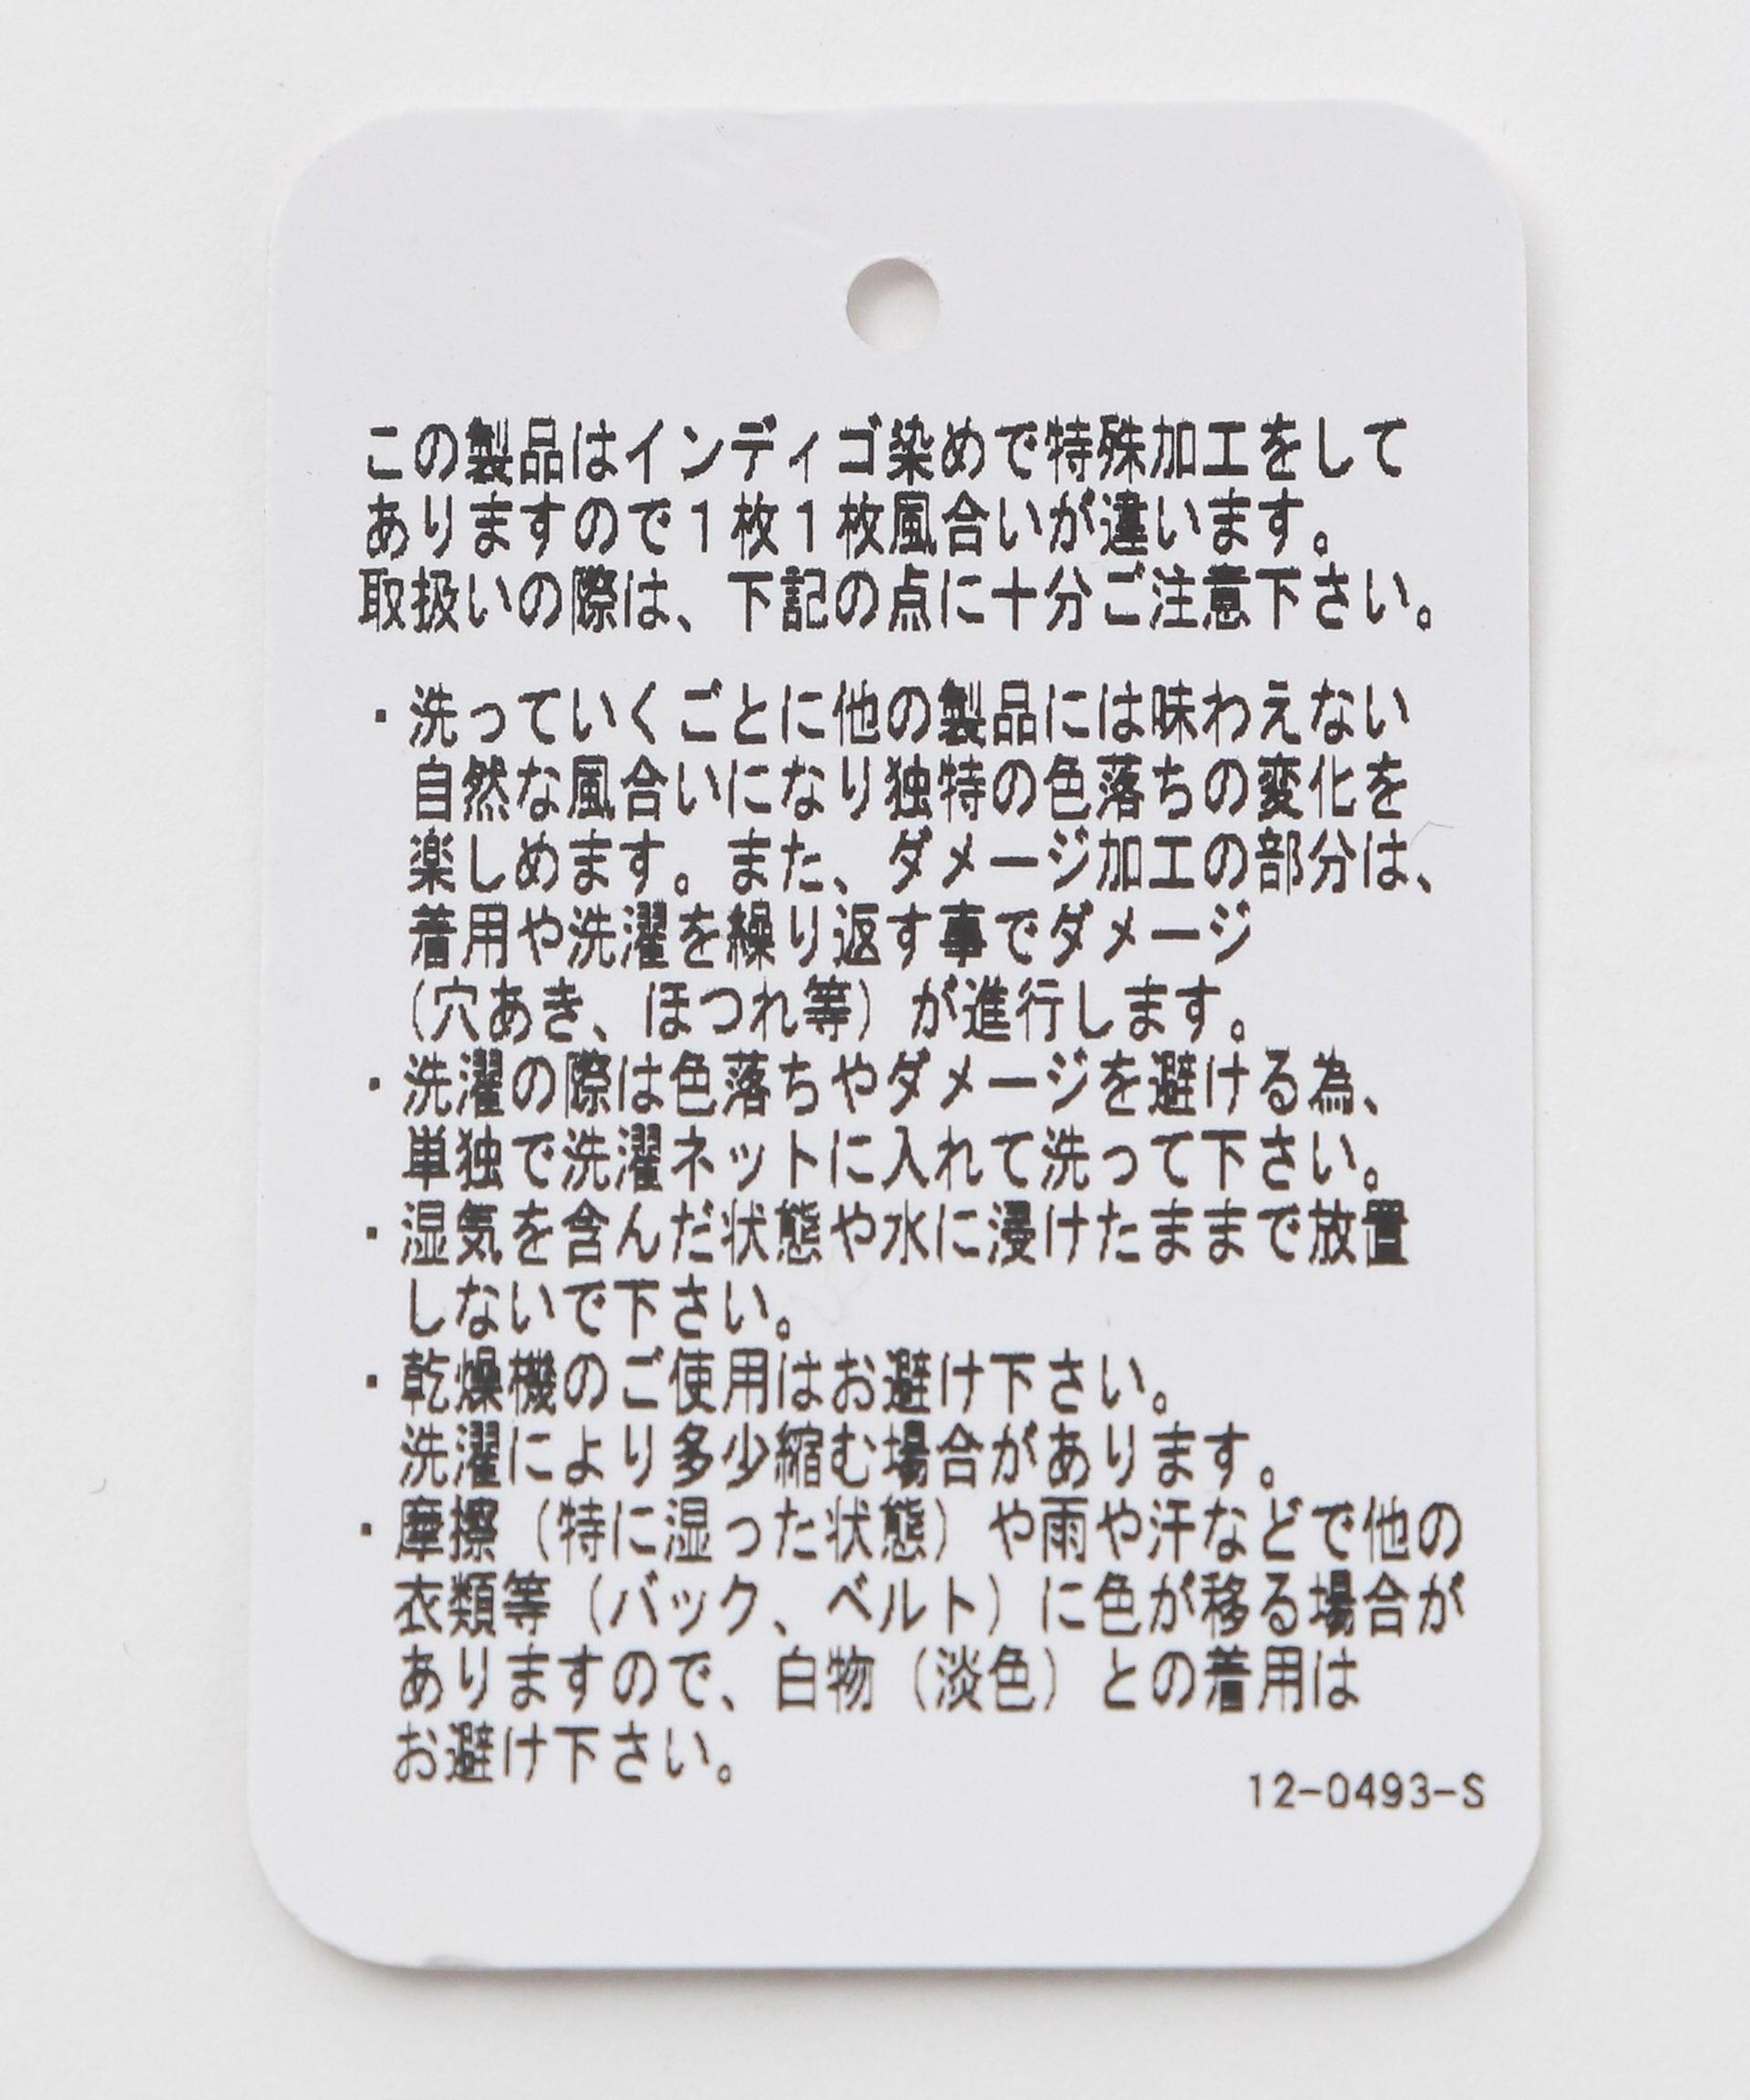 この製品はインディゴ染めで特殊加工をして
ありますので1枚1枚風合いが違います。
取扱いの際は、下記の点に十分ご注意下さい。
・洗っていくごとに他の製品には味わえない
自然な風合いになり独特の色落ちの変化を
楽しめます。また、ダメージ加工の部分は、
着用や洗濯を繰り返す事でダメージ
（穴あき、ほつれ等）が進行します。
・洗濯の際は色落ちやダメージを避ける為、
単独で洗濯ネットに入れて洗って下さい。
・湿気を含んだ状態や水に浸けたままで放置
しないで下さい。
・乾燥機のご使用はお避け下さい。
洗濯により多少縮む場合があります。
・摩擦（特に湿った状態）や雨や汗などで他の
衣類等（バック、ベルト）に色が移る場合が
ありますので、白物（淡色）との着用は
お避け下さい。
12-0493-S